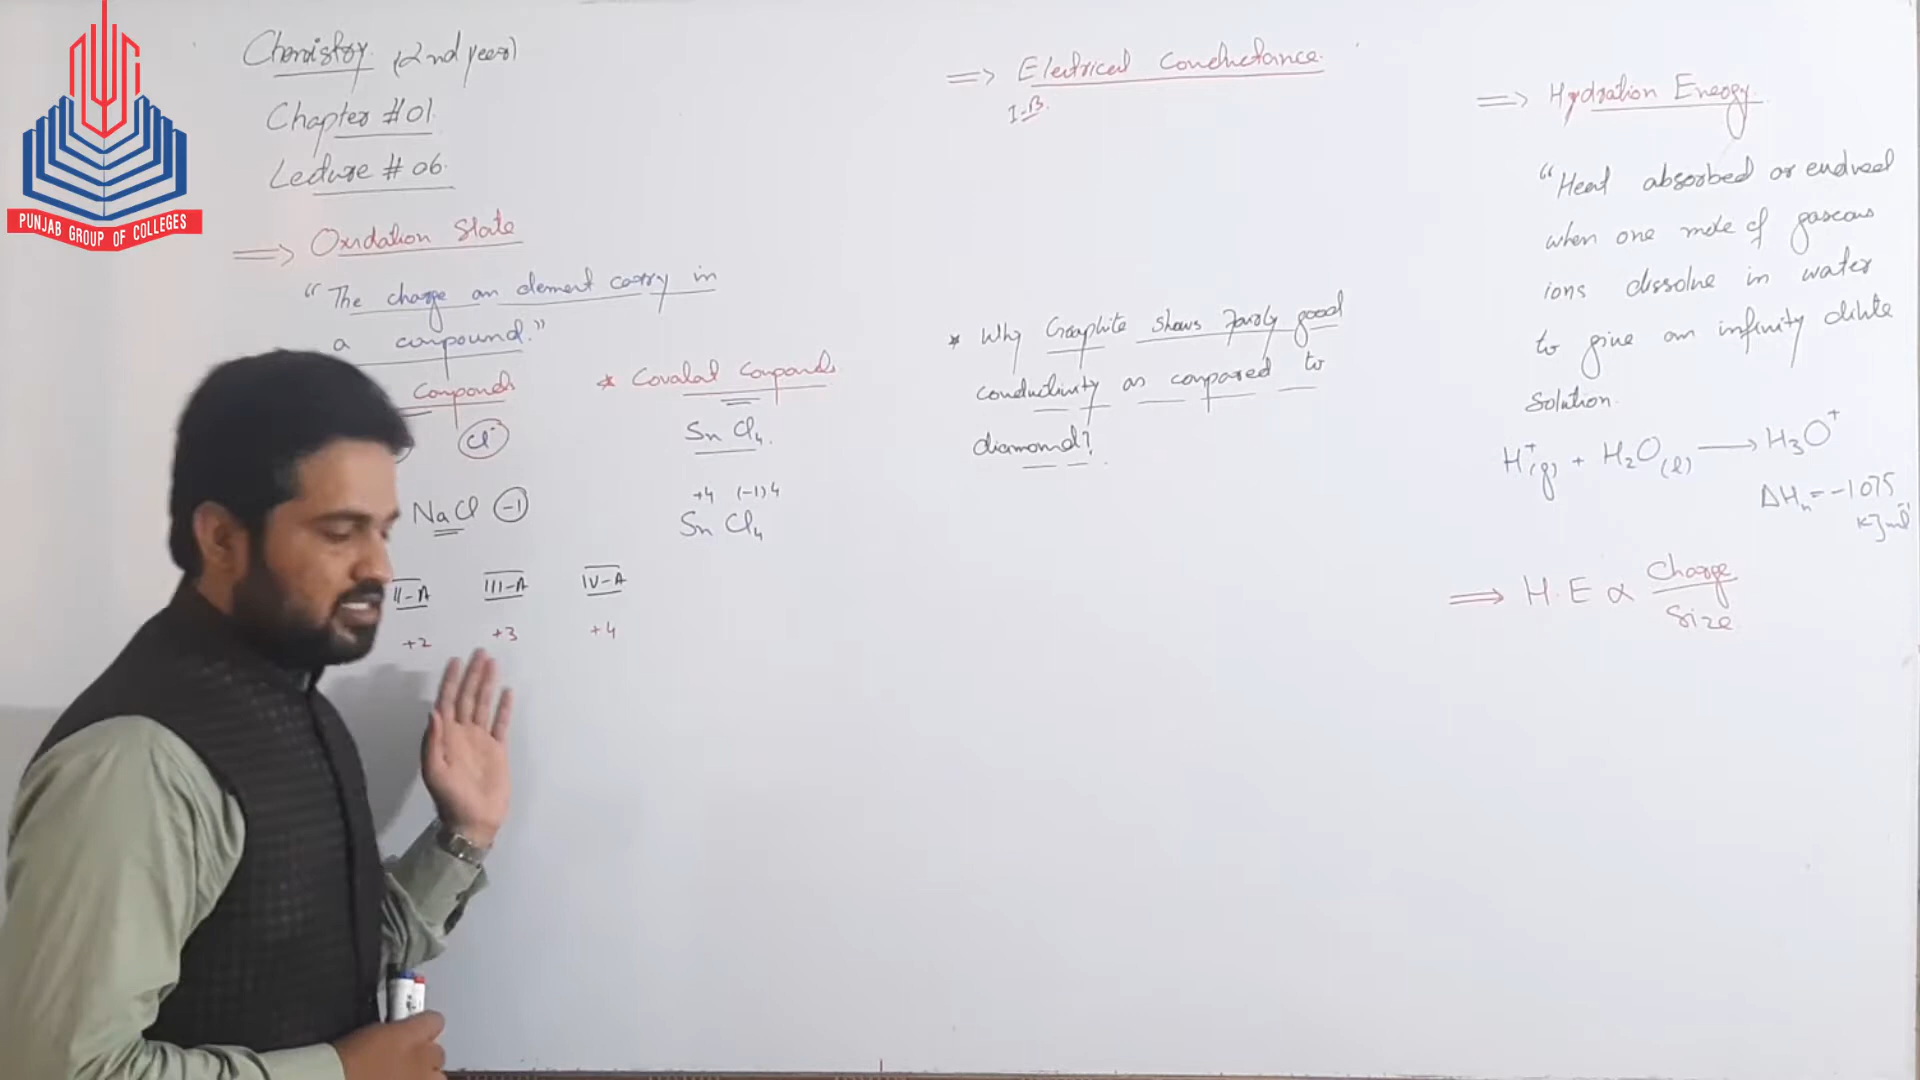 PUNJAB GROUP OF COLLEGES
Chemistry (2nd year)
Chapter #01
Lecture # 06.
=> Oxidation State
"The charge an element carry in
a compound."
Compounds
Cl⁻
NaCl -1
II-A III-A IV-A
+2 +3 +4
* Covalal Compounds
Sn Cl₄.
+4 (-1)4
Sn Cl₄
=> Electrical Conductance.
I-B.
* Why Graphite shows fairly good
conductivity as compared to
diamond?
=> Hydration Energy
"Heat absorbed or
when one mole of gaseous
ions dissolve in water
to give an infinity dilute
Solution.
H⁺(g) + H₂O(l) ⟶ H₃O⁺
ΔHₙ = -1075
=> H.E ∝ Charge
Size